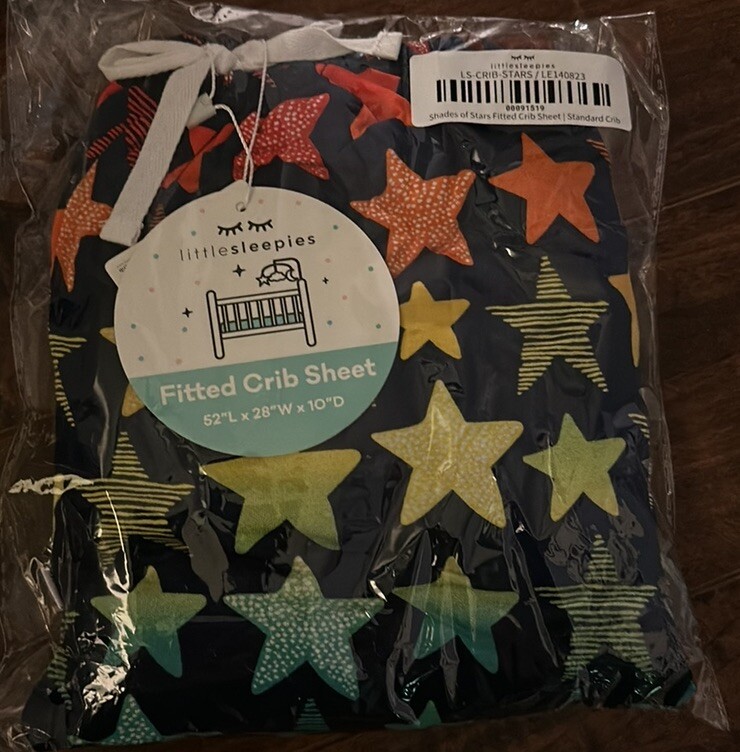 littlesleepies
LS-CRIB-STARS / LE140823
00091519
Shades of Stars Fitted Crib Sheet | Standard Crib
littlesleepies
Fitted Crib Sheet
52"L x 28"W x 10"D